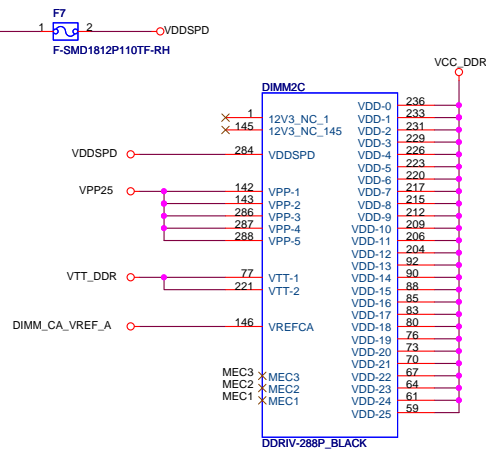 F7
1 2 VDDSPD
F-SMD1812P110TF-RH
VCC_DDR
DIMM2C
1 12V3_NC_1
145 12V3_NC_145
284 VDDSPD
VDDSPD
VPP25
142 VPP-1
143 VPP-2
286 VPP-3
287 VPP-4
288 VPP-5
VTT_DDR
77 VTT-1
221 VTT-2
DIMM_CA_VREF_A
146 VREFCA
MEC3 MEC3
MEC2 MEC2
MEC1 MEC1
VDD-0 236
VDD-1 233
VDD-2 231
VDD-3 229
VDD-4 226
VDD-5 223
VDD-6 220
VDD-7 217
VDD-8 215
VDD-9 212
VDD-10 209
VDD-11 206
VDD-12 204
VDD-13 92
VDD-14 90
VDD-15 88
VDD-16 85
VDD-17 83
VDD-18 80
VDD-19 76
VDD-20 73
VDD-21 70
VDD-22 67
VDD-23 64
VDD-24 61
VDD-25 59
DDRIV-288P_BLACK